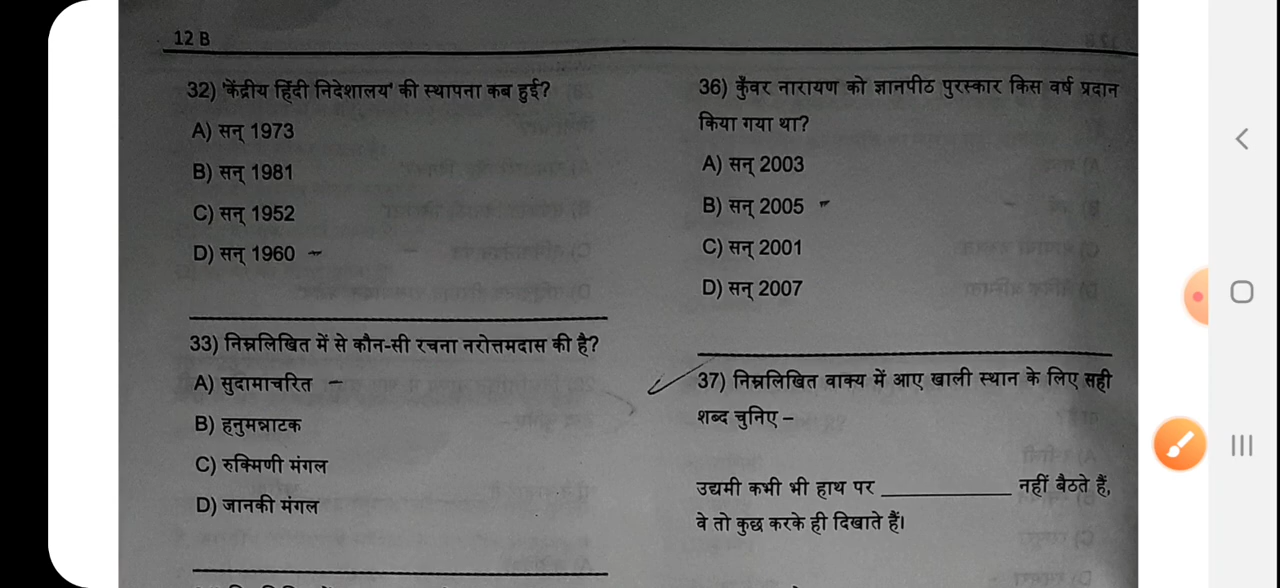 12 B
32) 'केंद्रीय हिंदी निदेशालय' की स्थापना कब हुई?
A) सन् 1973
B) सन् 1981
C) सन् 1952
D) सन् 1960
33) निम्नलिखित में से कौन-सी रचना नरोत्तमदास की है?
A) सुदामाचरित
B) हनुमन्नाटक
C) रुक्मिणी मंगल
D) जानकी मंगल
36) कुँवर नारायण को ज्ञानपीठ पुरस्कार किस वर्ष प्रदान
किया गया था?
A) सन् 2003
B) सन् 2005
C) सन् 2001
D) सन् 2007
37) निम्नलिखित वाक्य में आए खाली स्थान के लिए सही
शब्द चुनिए –
उद्यमी कभी भी हाथ पर ____________ नहीं बैठते हैं,
वे तो कुछ करके ही दिखाते हैं।